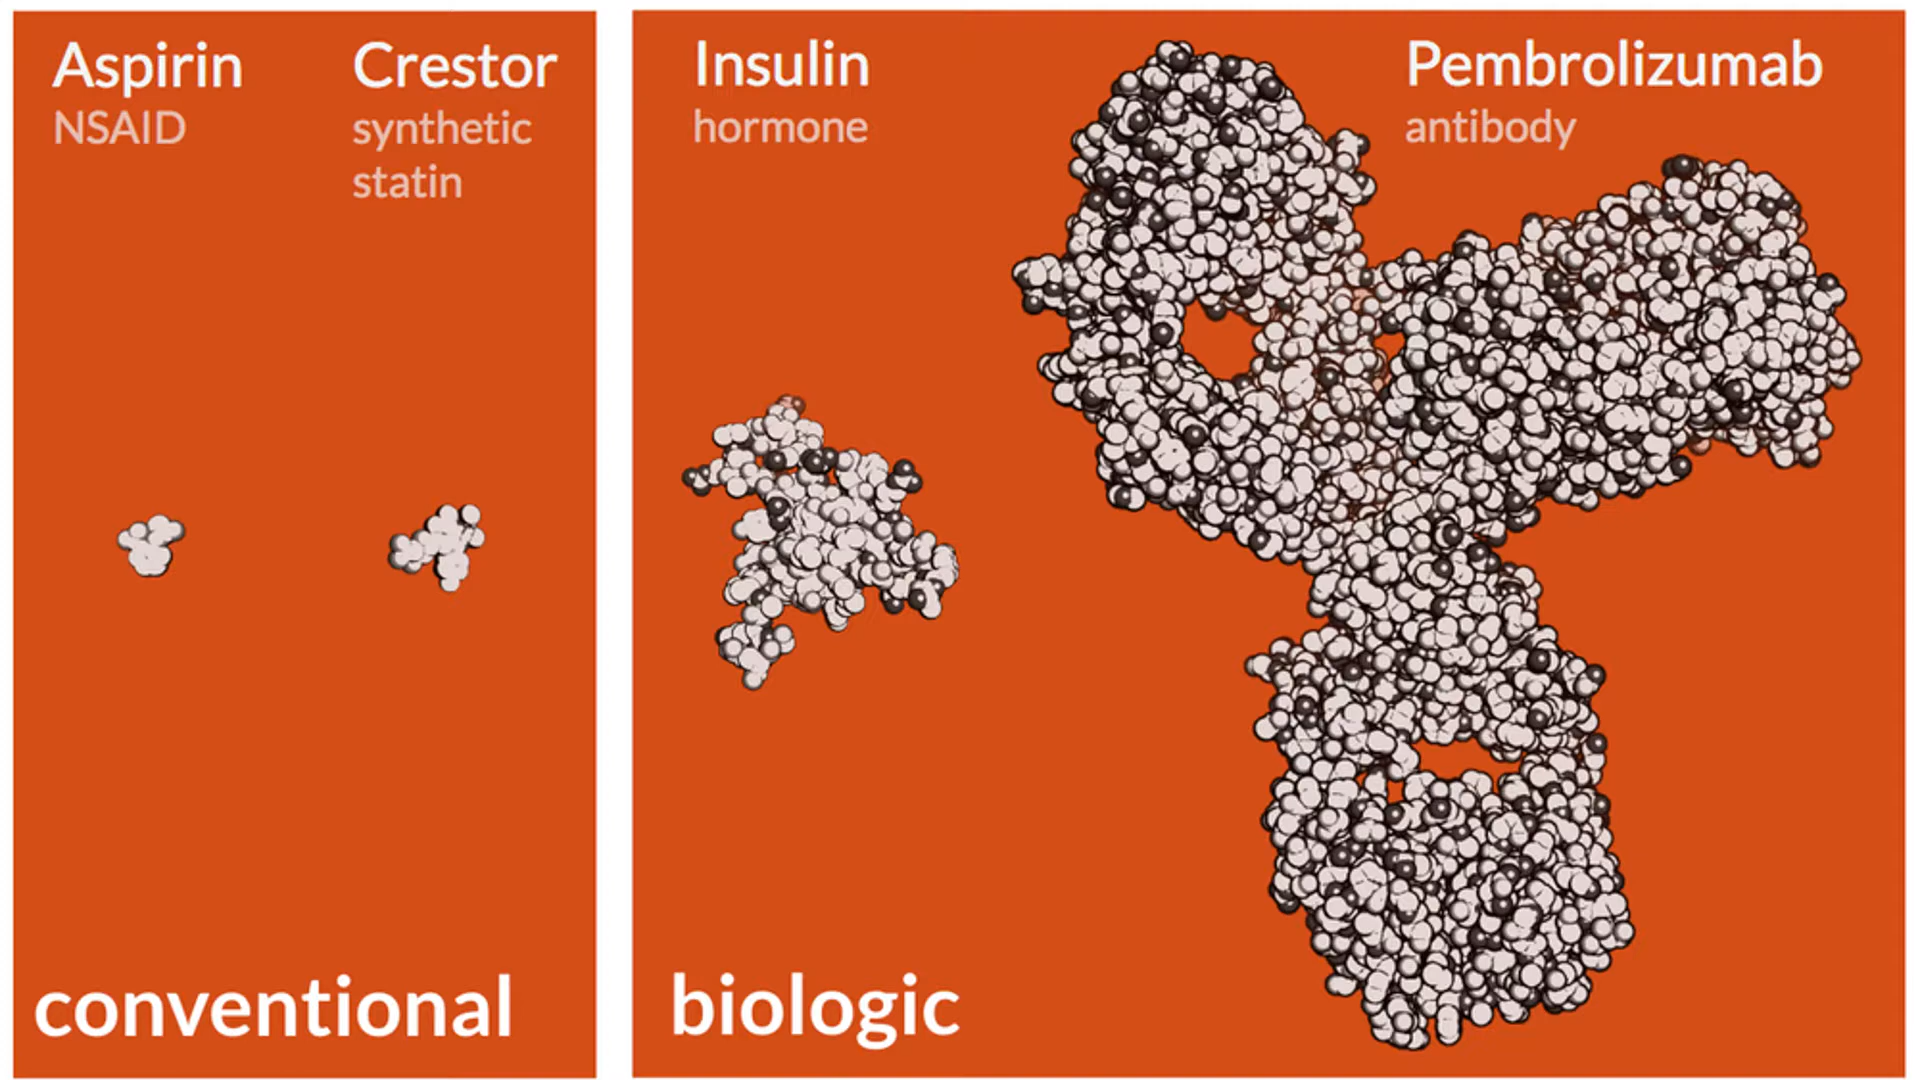 Aspirin
NSAID
Crestor
synthetic
statin
conventional
Insulin
hormone
Pembrolizumab
antibody
biologic